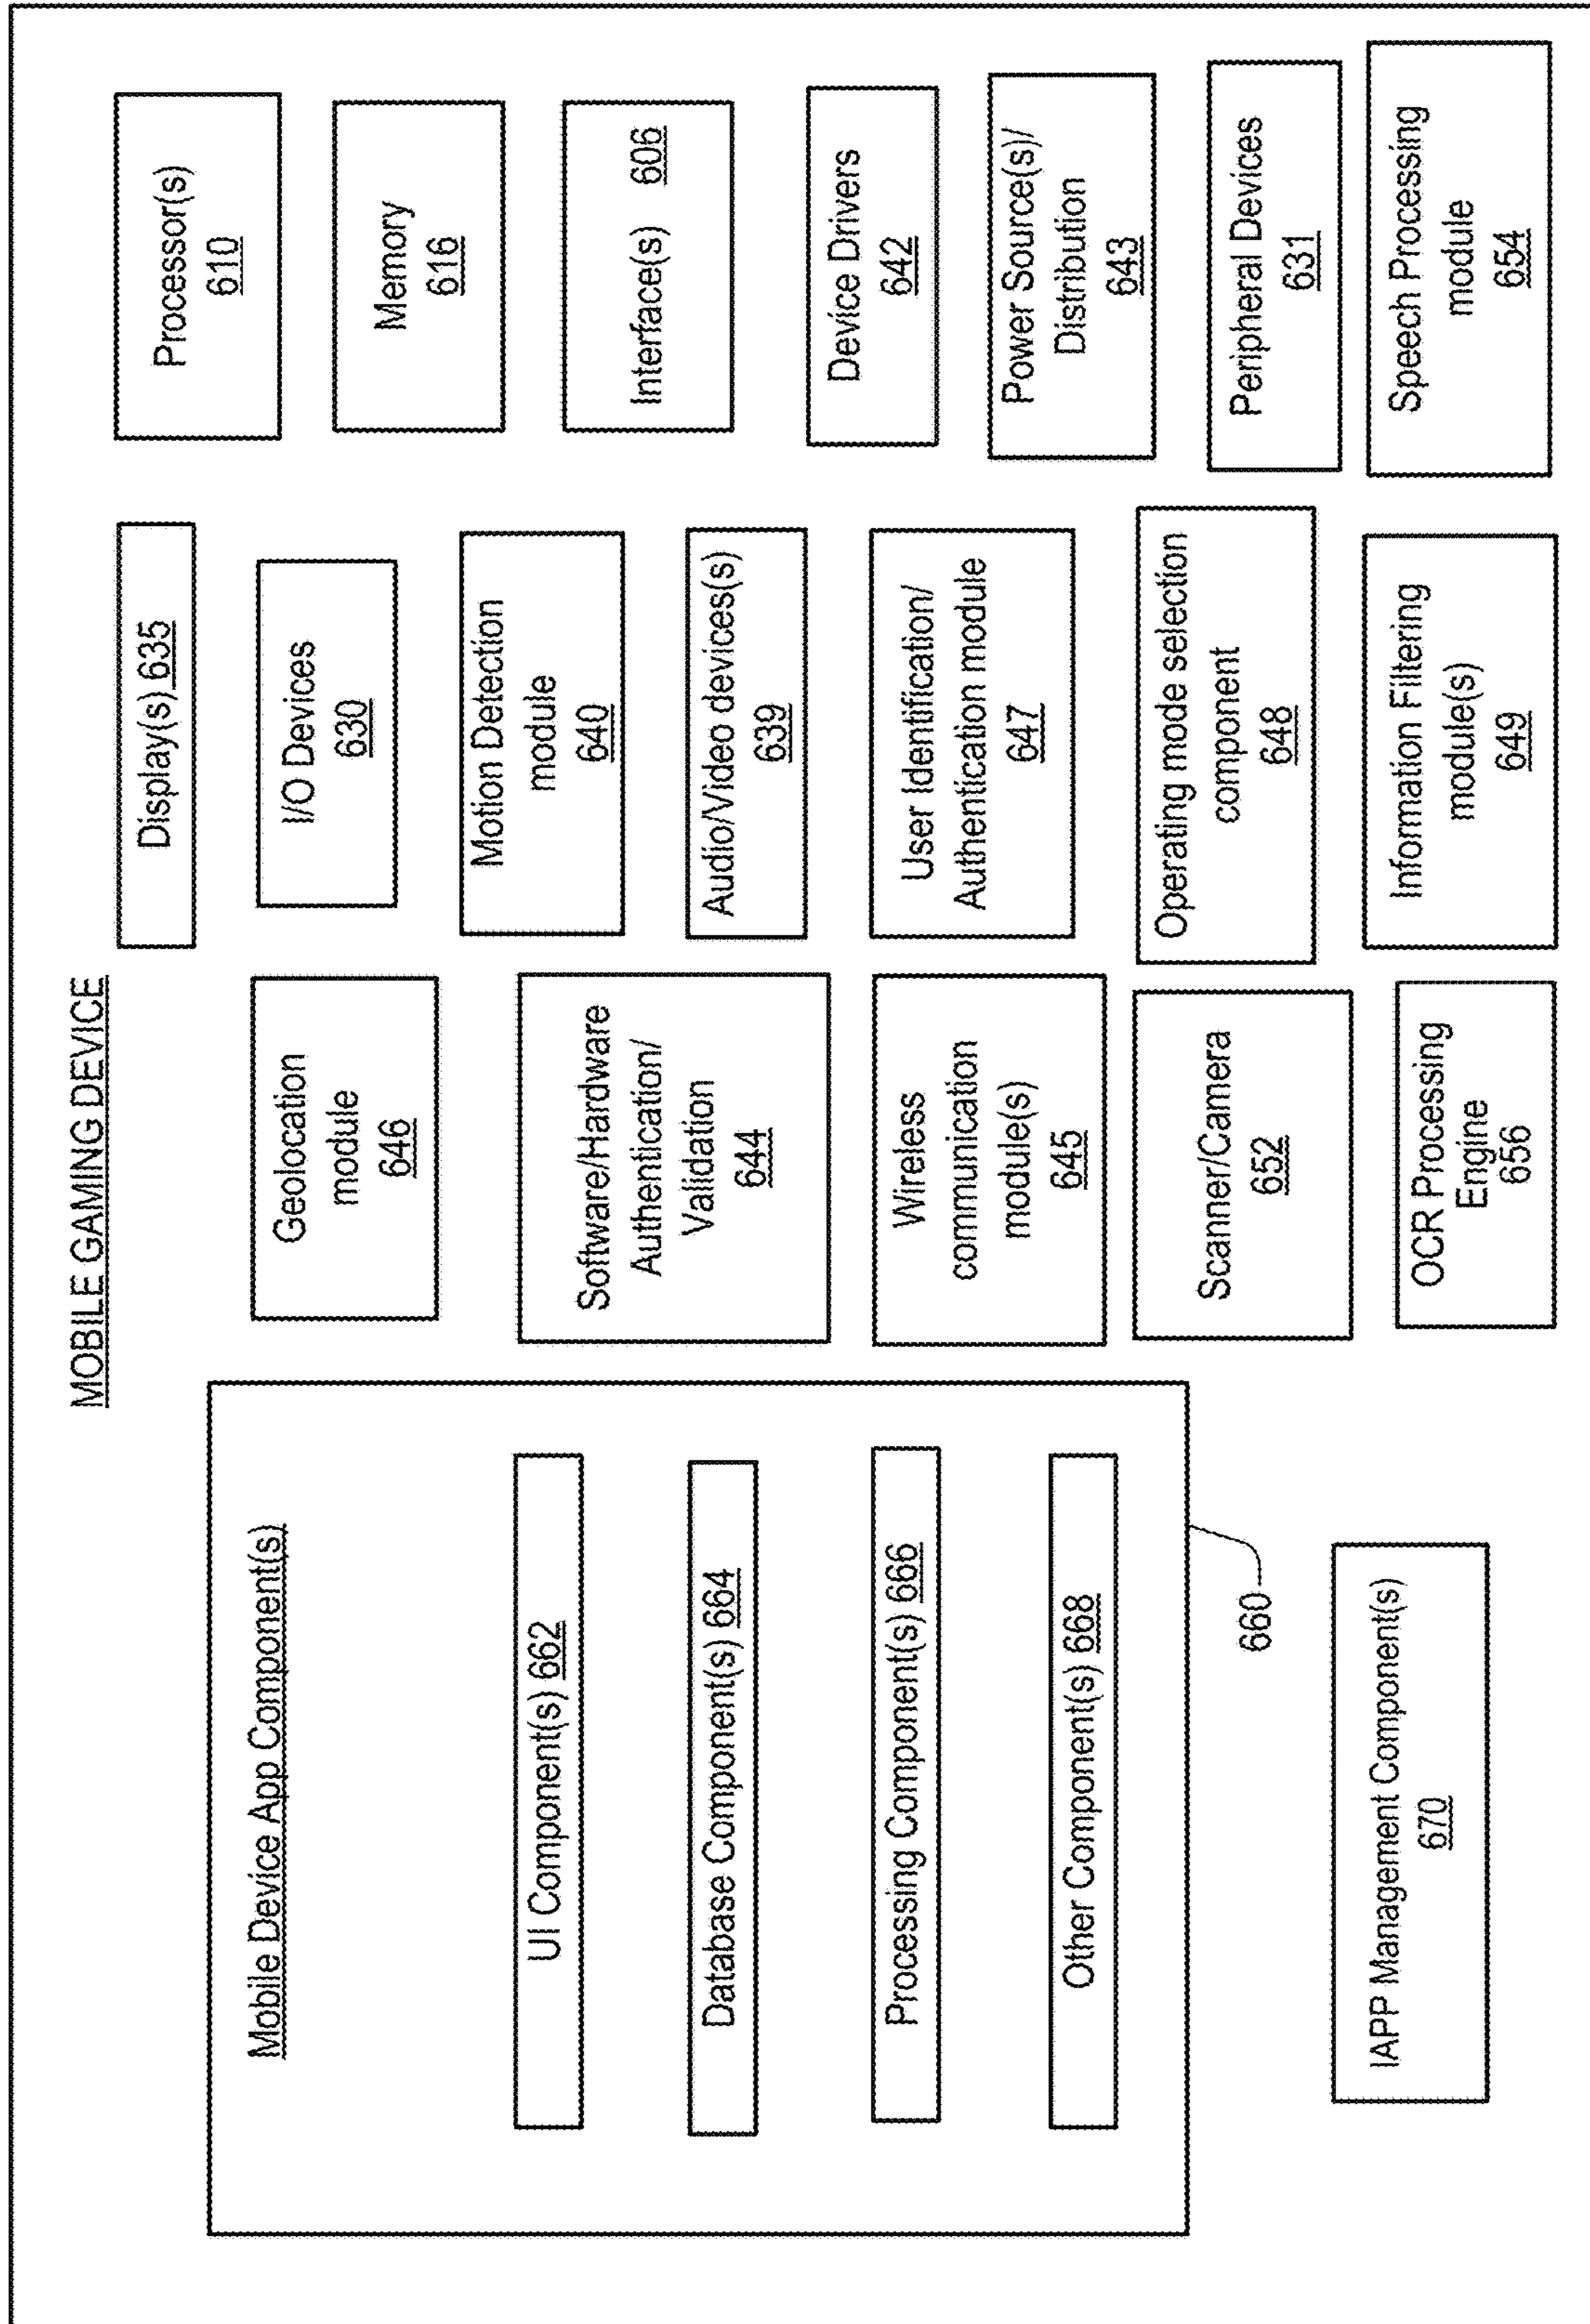 MOBILE GAMING DEVICE
Mobile Device App Component(s)
UI Component(s) 662
Database Component(s) 664
Processing Component(s) 666
Other Component(s) 668
660
IAPP Management Component(s)
670
Geolocation
module
646
Software/Hardware
Authentication/
Validation
644
Wireless
communication
module(s)
645
Scanner/Camera
652
OCR Processing
Engine
656
Display(s) 635
I/O Devices
630
Motion Detection
module
640
Audio/Video devices(s)
639
User Identification/
Authentication module
647
Operating mode selection
component
648
Information Filtering
module(s)
649
Processor(s)
610
Memory
616
Interface(s) 606
Device Drivers
642
Power Source(s)/
Distribution
643
Peripheral Devices
631
Speech Processing
module
654